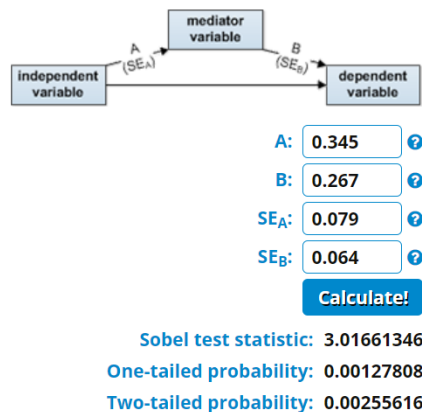 mediator
variable
A
(SEA)
B
(SEB)
independent
variable
dependent
variable
A: 0.345 ?
B: 0.267 ?
SEA: 0.079 ?
SEB: 0.064 ?
Calculate!
Sobel test statistic: 3.01661346
One-tailed probability: 0.00127808
Two-tailed probability: 0.00255616